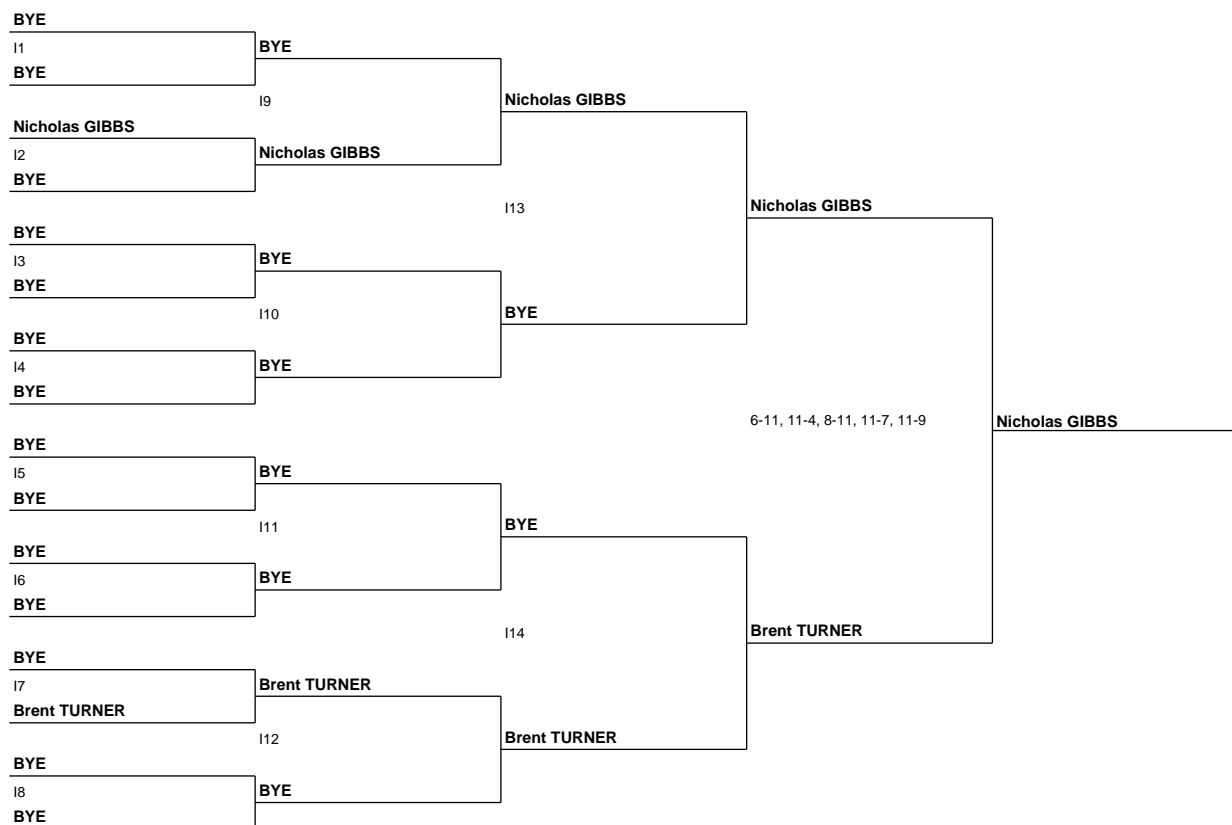 BYE
I1
BYE
BYE
I9
Nicholas GIBBS
Nicholas GIBBS
I2
Nicholas GIBBS
BYE
I13
Nicholas GIBBS
BYE
I3
BYE
BYE
I10
BYE
BYE
I4
BYE
BYE
6-11, 11-4, 8-11, 11-7, 11-9
Nicholas GIBBS
BYE
I5
BYE
BYE
I11
BYE
BYE
I6
BYE
BYE
I14
Brent TURNER
BYE
I7
Brent TURNER
Brent TURNER
I12
Brent TURNER
BYE
I8
BYE
BYE